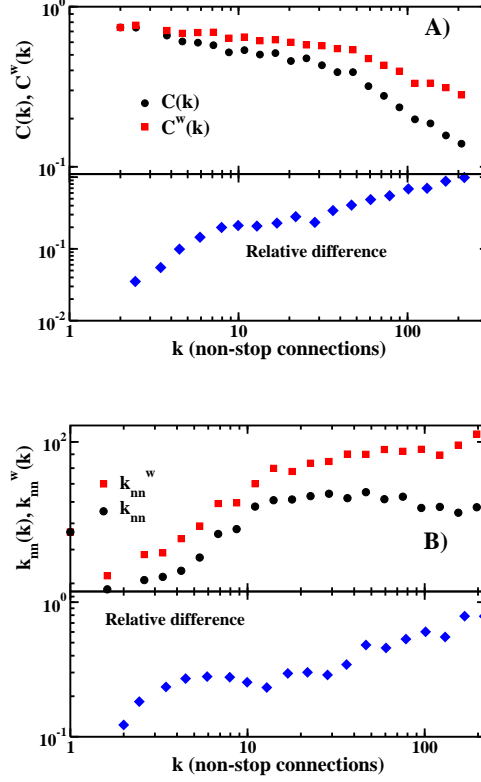 10^0
A)
C(k), C^w(k)
C(k)
C^w(k)
10^-1
10^-1
Relative difference
10^-2
1 10 100
k (non-stop connections)
10^2
k_nn(k), k_nn^w(k)
k_nn^w
k_nn
B)
10^0
Relative difference
10^-1
1 10 100
k (non-stop connections)